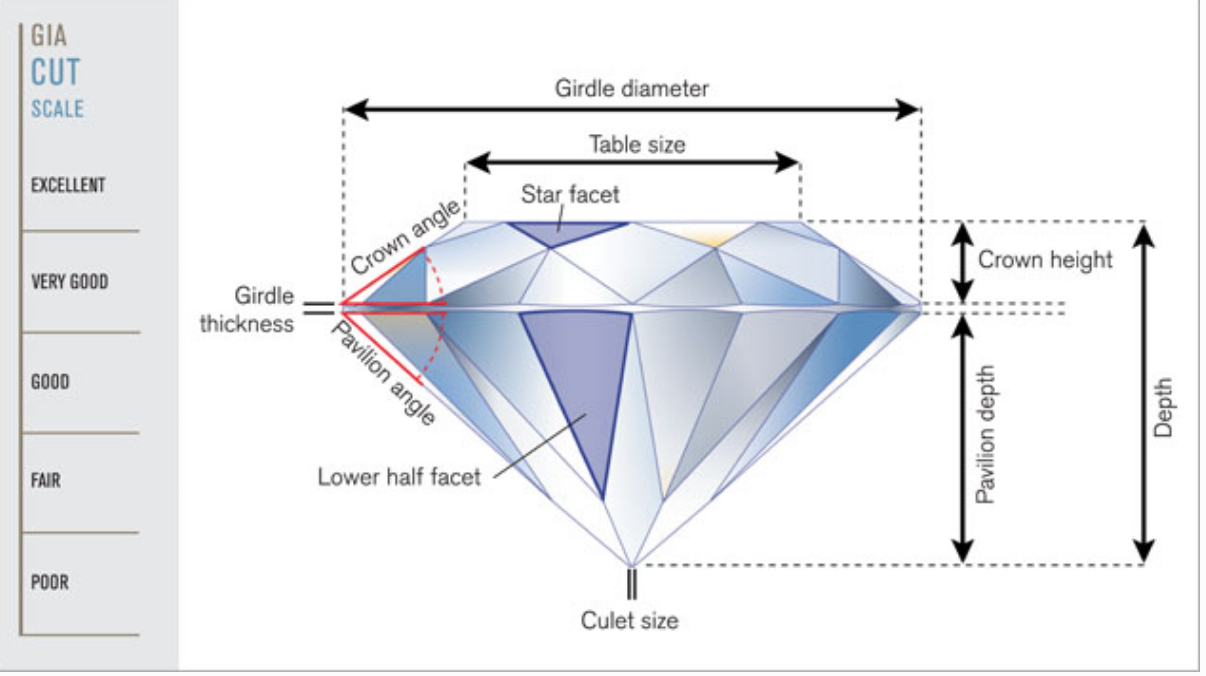 GIA
CUT
SCALE
EXCELLENT
VERY GOOD
GOOD
FAIR
POOR
Girdle diameter
Table size
Star facet
Crown angle
Crown height
Girdle
thickness
Pavilion angle
Pavilion depth
Depth
Lower half facet
Culet size